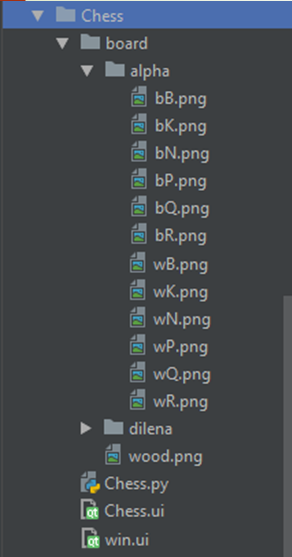 Chess
board
alpha
bB.png
bK.png
bN.png
bP.png
bQ.png
bR.png
wB.png
wK.png
wN.png
wP.png
wQ.png
wR.png
dilena
wood.png
Chess.py
Chess.ui
win.ui